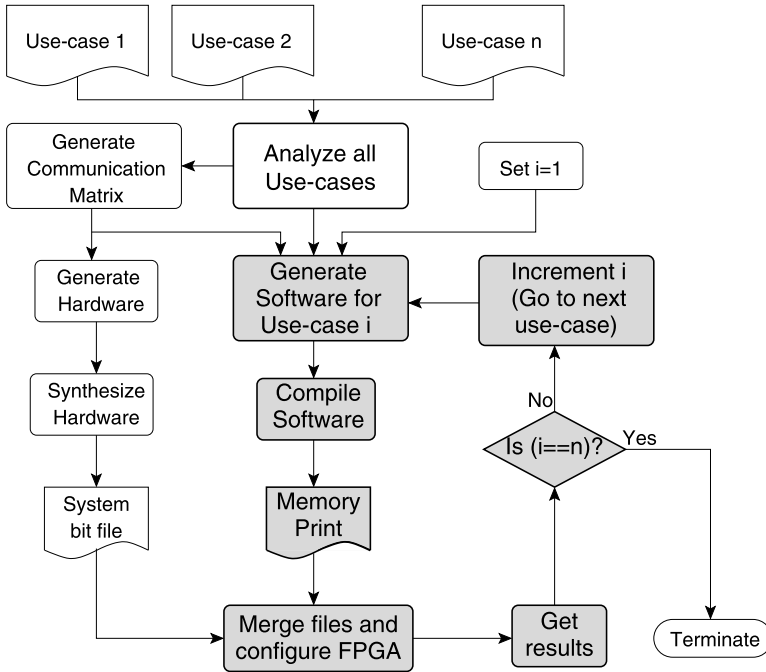 Use-case 1
Use-case 2
Use-case n
Generate
Communication
Matrix
Analyze all
Use-cases
Set i=1
Generate
Hardware
Generate
Software for
Use-case i
Increment i
(Go to next
use-case)
Synthesize
Hardware
Compile
Software
No
Is (i==n)?
Yes
System
bit file
Memory
Print
Merge files and
configure FPGA
Get
results
Terminate